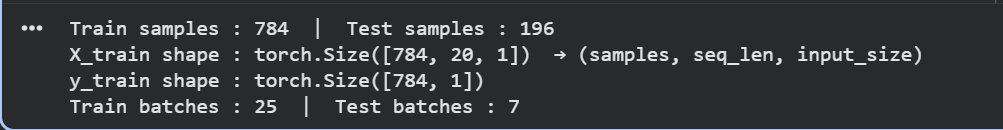 ••• Train samples : 784 | Test samples : 196
X_train shape : torch.Size([784, 20, 1]) → (samples, seq_len, input_size)
y_train shape : torch.Size([784, 1])
Train batches : 25 | Test batches : 7